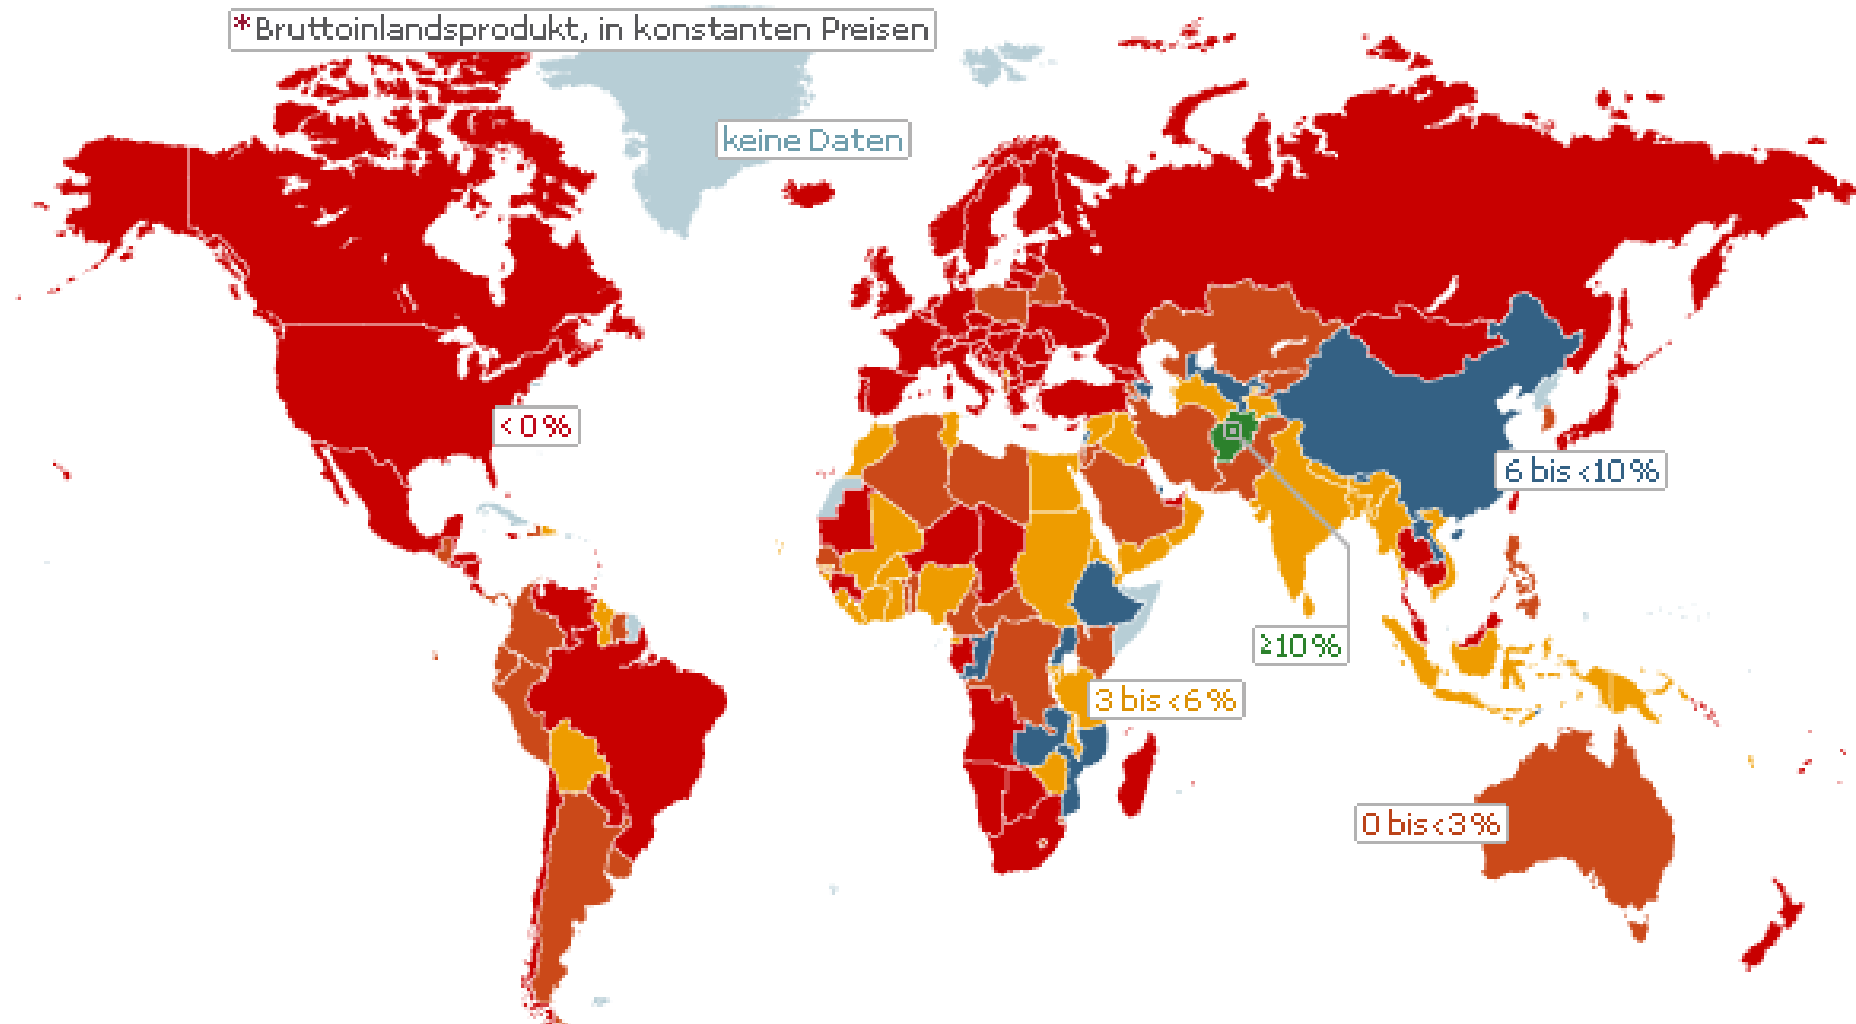 *Bruttoinlandsprodukt, in konstanten Preisen
keine Daten
<0%
6 bis <10%
≥10%
3 bis <6%
0 bis <3%